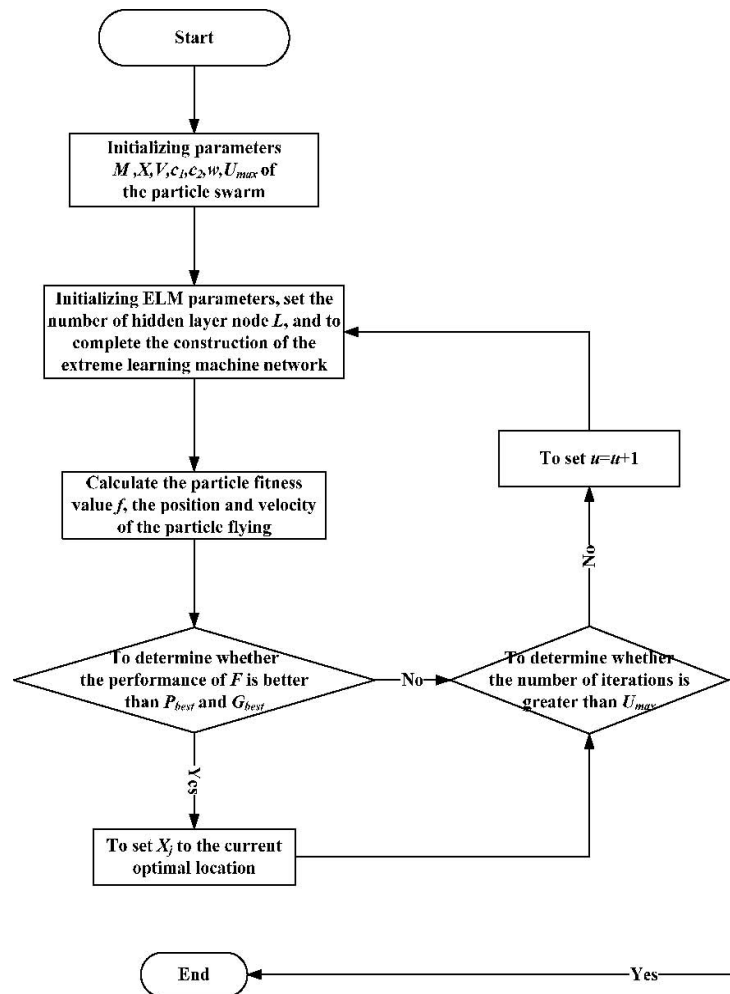 Start
Initializing parameters
M ,X,V,c1,c2,w,Umax of
the particle swarm
Initializing ELM parameters, set the
number of hidden layer node L, and to
complete the construction of the
extreme learning machine network
To set u=u+1
Calculate the particle fitness
value f, the position and velocity
of the particle flying
No
To determine whether
the performance of F is better
than Pbest and Gbest
No
To determine whether
the number of iterations is
greater than Umax
Yes
To set Xj to the current
optimal location
End
Yes